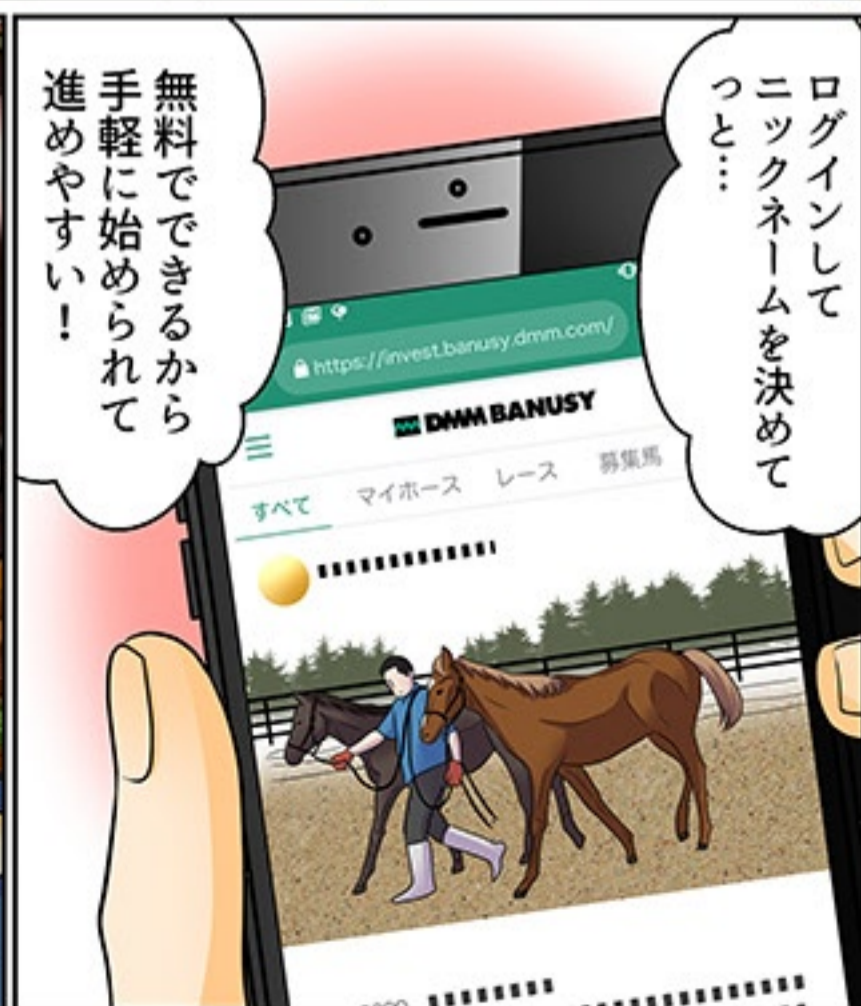 ログインして
ニックネームを決めて
っと…
無料でできるから
手軽に始められて
進めやすい！
https://invest.banusy.dmm.com/
DMM BANUSY
すべて マイホース レース 募集馬